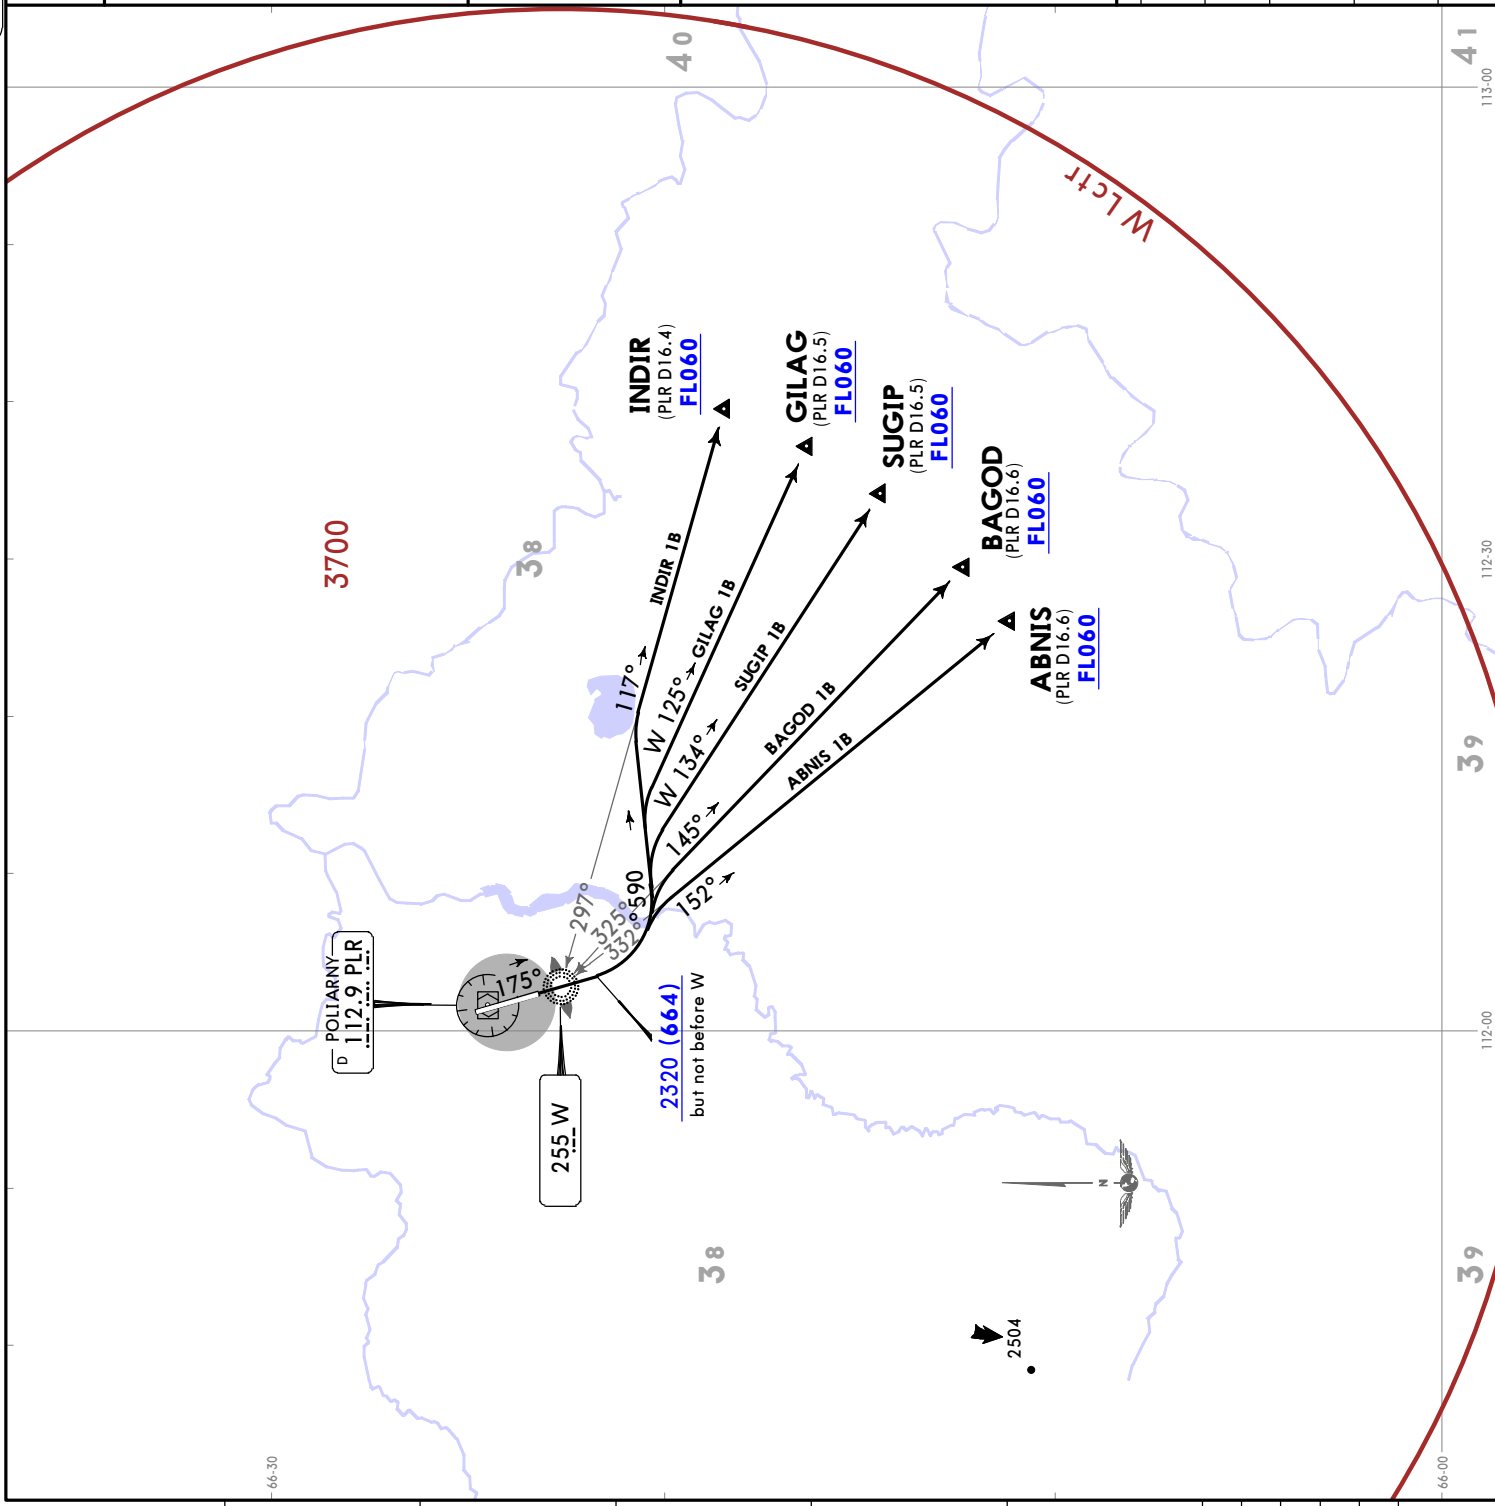 40
41
113-00
W Lctr
INDIR
(PLR D16.4)
FL060
GILAG
(PLR D16.5)
FL060
SUGIP
(PLR D16.5)
FL060
BAGOD
(PLR D16.6)
FL060
ABNIS
(PLR D16.6)
FL060
3700
38
112-30
INDIR 1B
GILAG 1B
SUGIP 1B
BAGOD 1B
ABNIS 1B
117°
W 125°
W 134°
145°
152°
39
297°
325°
332°
095°
175°
POLIARNY
D 112.9 PLR
255 W
2320 (664)
but not before W
112-00
N
38
39
2504
66-30
66-00